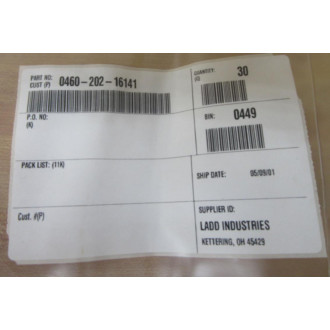 PART NO:
CUST (P) 0460-202-16141
QUANTITY: 30
(Q)
P.O. NO:
(K)
BIN: 0449
PACK LIST: (11K)
SHIP DATE: 05/09/01
Cust. #(P)
SUPPLIER ID:
LADD INDUSTRIES
KETTERING, OH 45429